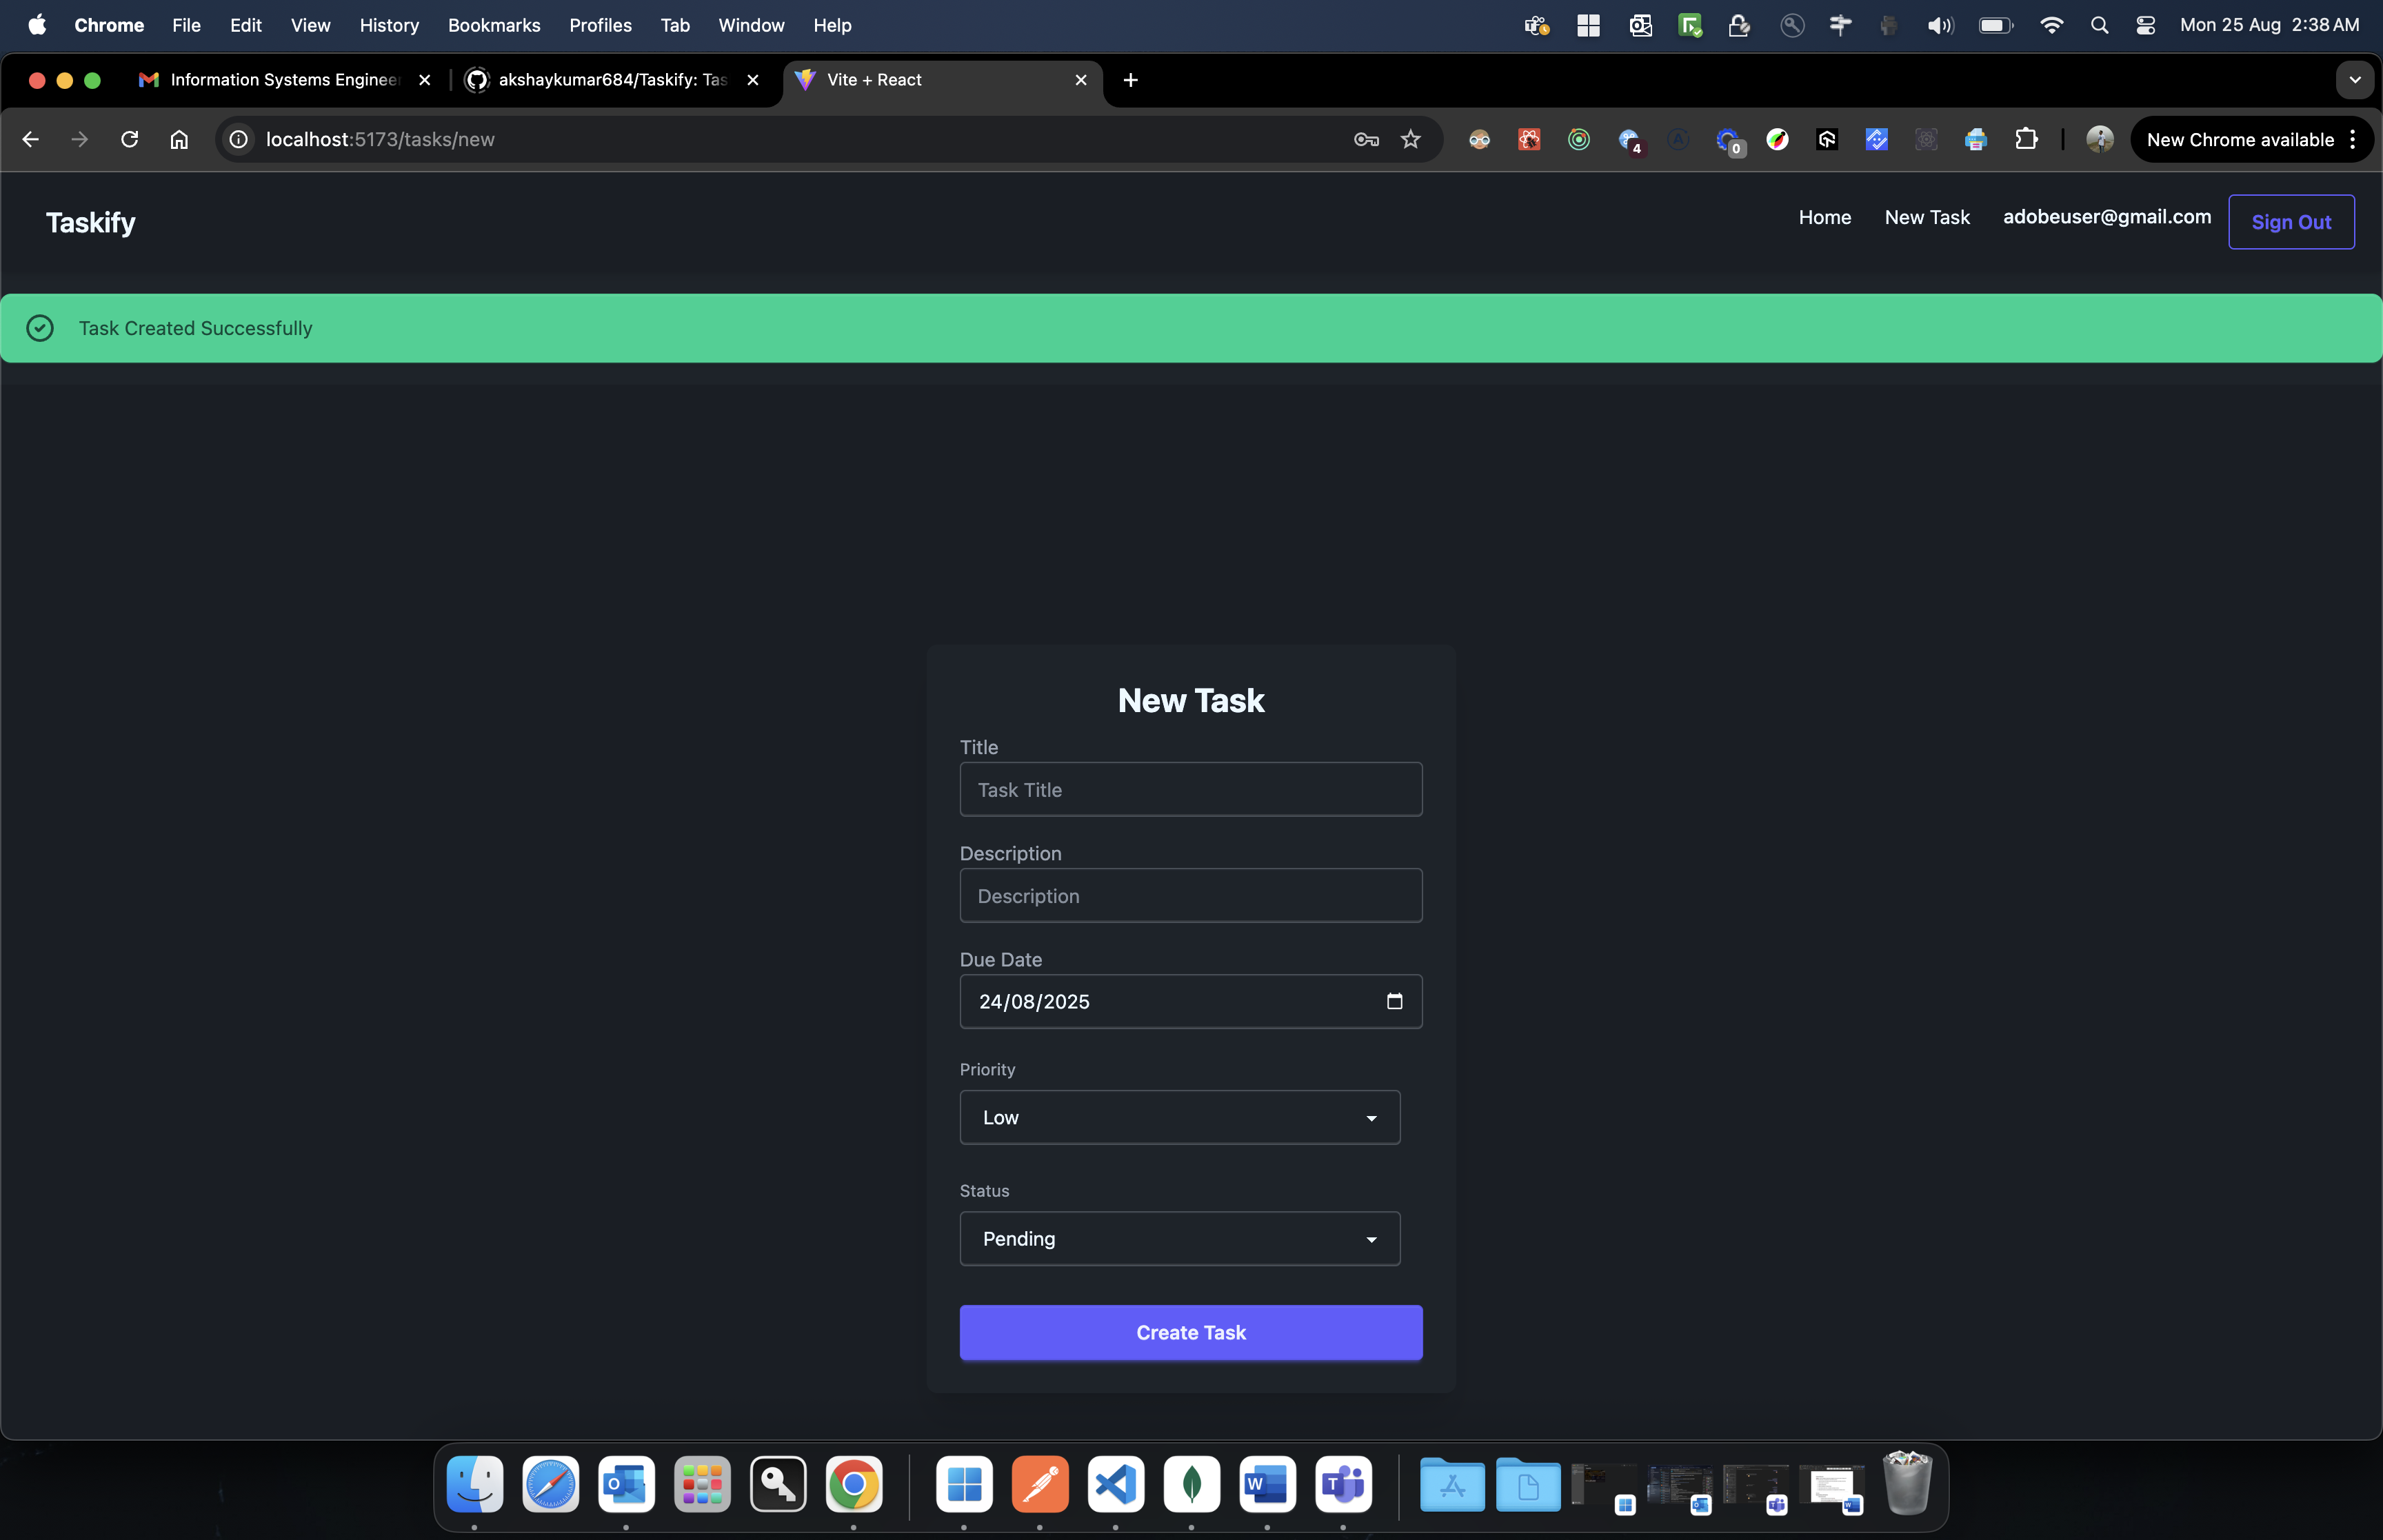 Chrome File Edit View History Bookmarks Profiles Tab Window Help Mon 25 Aug 2:38 AM
Information Systems Engineer akshaykumar684/Taskify: Tas Vite + React
localhost:5173/tasks/new 4 0 New Chrome available
Taskify Home New Task adobeuser@gmail.com Sign Out
Task Created Successfully
New Task
Title
Task Title
Description
Description
Due Date
24/08/2025
Priority
Low
Status
Pending
Create Task